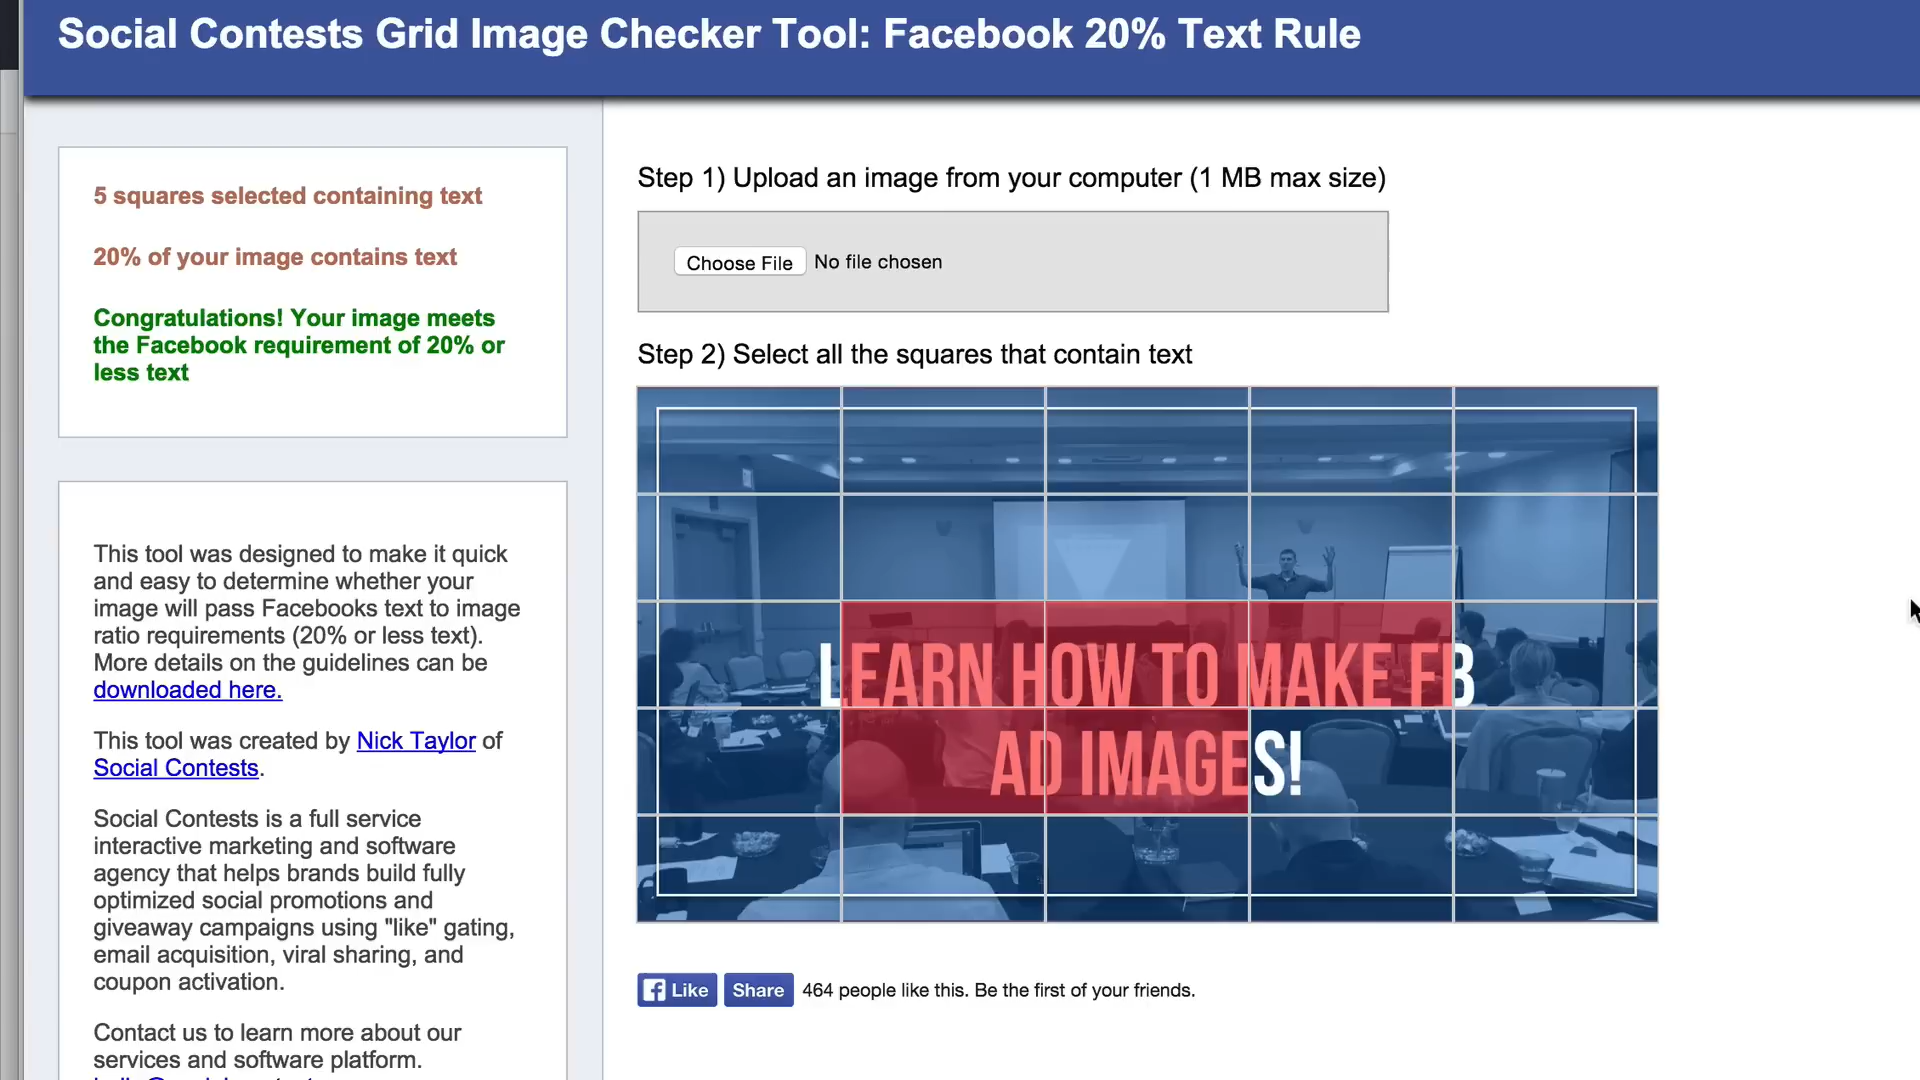 Social Contests Grid Image Checker Tool: Facebook 20% Text Rule
5 squares selected containing text
20% of your image contains text
Congratulations! Your image meets
the Facebook requirement of 20% or
less text
This tool was designed to make it quick
and easy to determine whether your
image will pass Facebooks text to image
ratio requirements (20% or less text).
More details on the guidelines can be
downloaded here.
This tool was created by Nick Taylor of
Social Contests.
Social Contests is a full service
interactive marketing and software
agency that helps brands build fully
optimized social promotions and
giveaway campaigns using "like" gating,
email acquisition, viral sharing, and
coupon activation.
Contact us to learn more about our
services and software platform.
Step 1) Upload an image from your computer (1 MB max size)
Choose File No file chosen
Step 2) Select all the squares that contain text
LEARN HOW TO MAKE FB
AD IMAGES!
Like Share 464 people like this. Be the first of your friends.